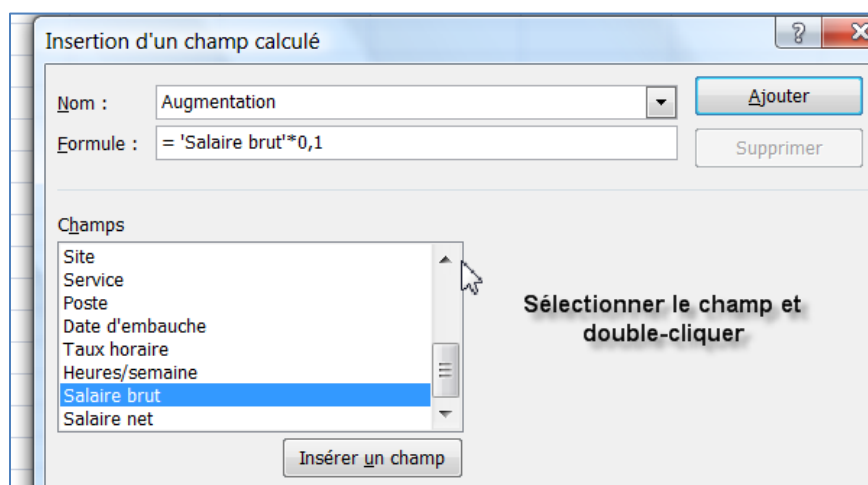 Insertion d'un champ calculé
Nom :
Augmentation
Ajouter
Formule :
= 'Salaire brut'*0,1
Supprimer
Champs
Site
Service
Poste
Date d'embauche
Taux horaire
Heures/semaine
Salaire brut
Salaire net
Sélectionner le champ et
double-cliquer
Insérer un champ